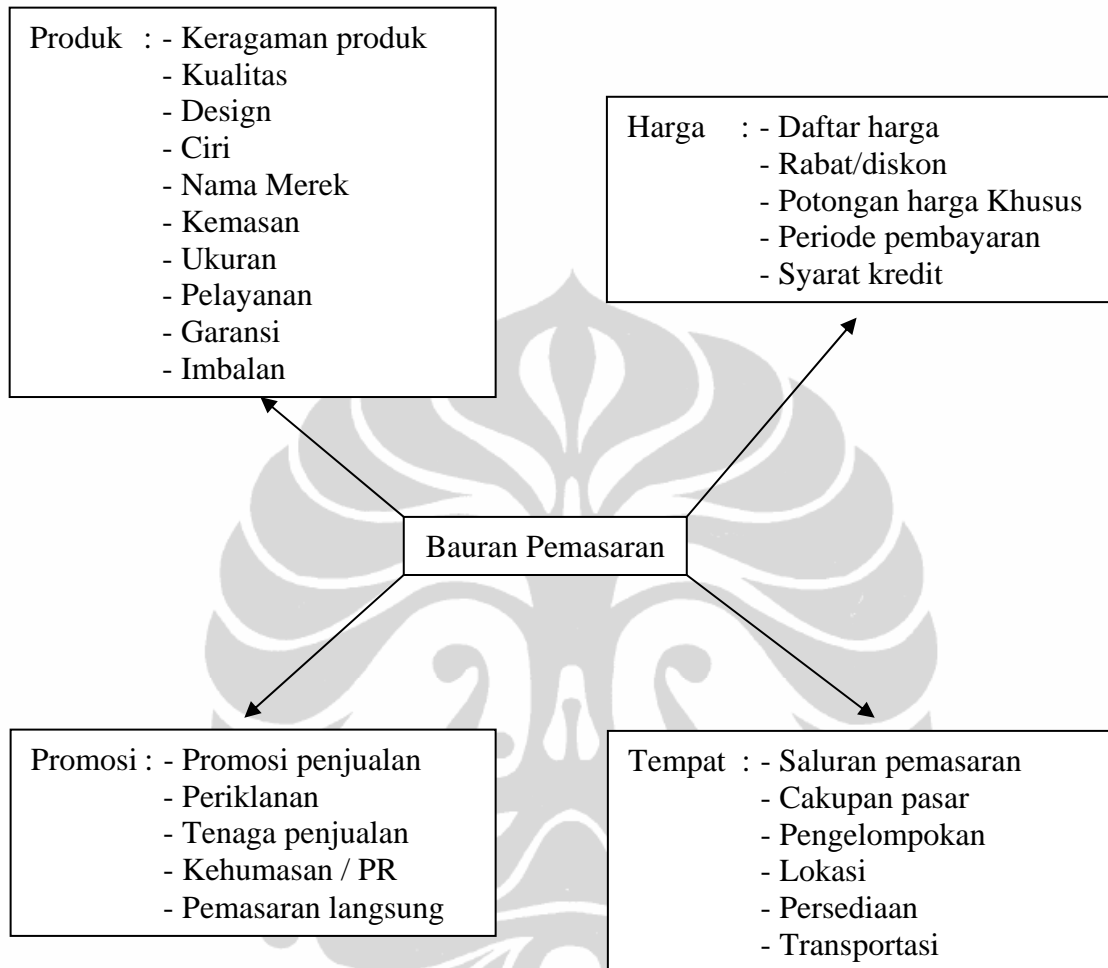 Produk : - Keragaman produk
- Kualitas
- Design
- Ciri
- Nama Merek
- Kemasan
- Ukuran
- Pelayanan
- Garansi
- Imbalan
Harga : - Daftar harga
- Rabat/diskon
- Potongan harga Khusus
- Periode pembayaran
- Syarat kredit
Bauran Pemasaran
Promosi : - Promosi penjualan
- Periklanan
- Tenaga penjualan
- Kehumasan / PR
- Pemasaran langsung
Tempat : - Saluran pemasaran
- Cakupan pasar
- Pengelompokan
- Lokasi
- Persediaan
- Transportasi